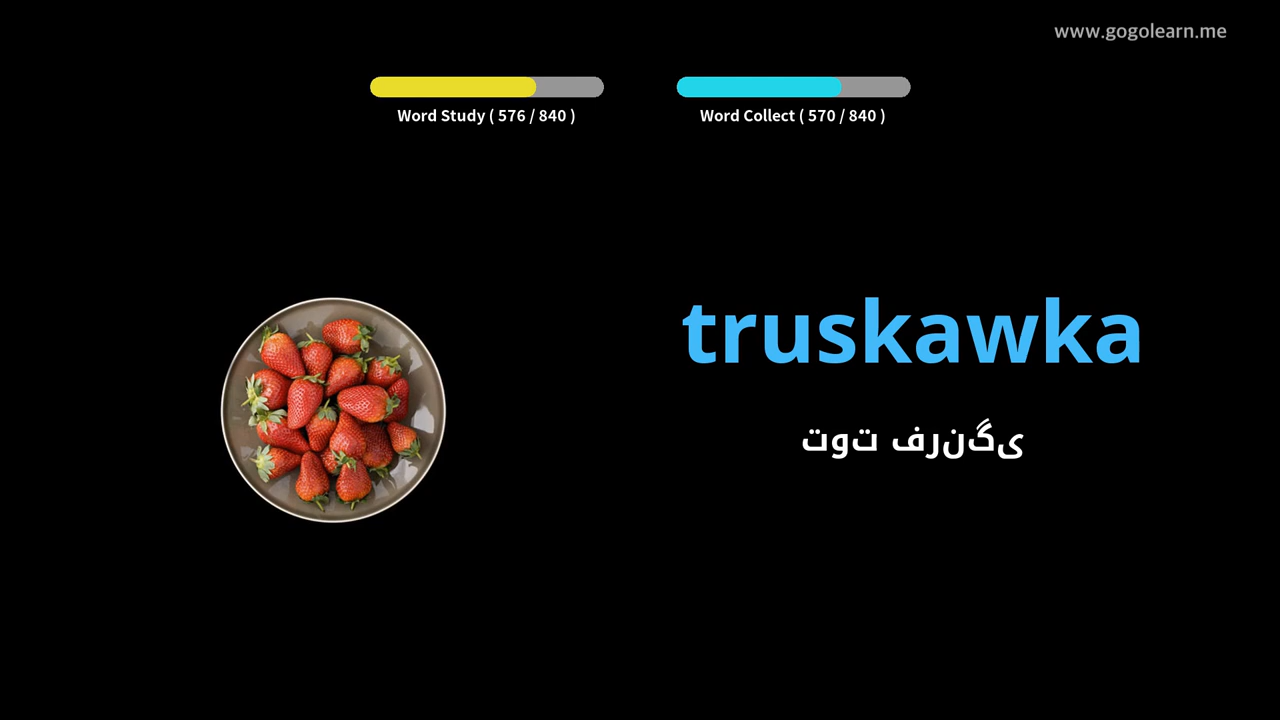 www.gogolearn.me
Word Study ( 576 / 840 )
Word Collect ( 570 / 840 )
truskawka
توت فرنگی